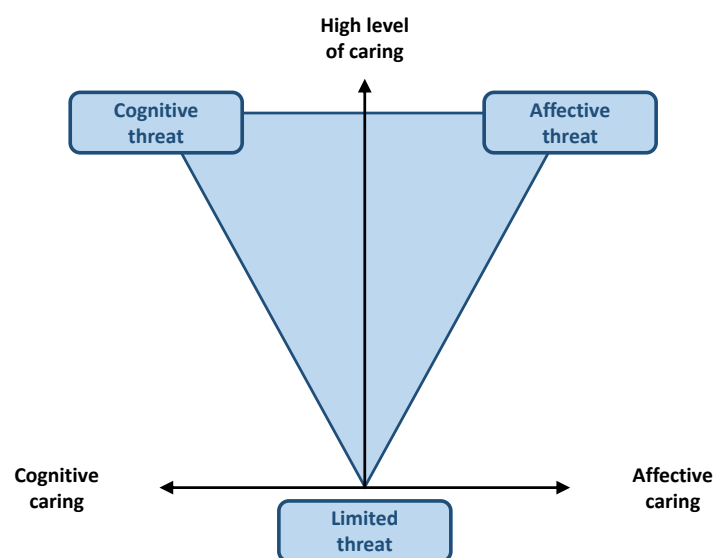 High level
of caring
Cognitive
threat
Affective
threat
Cognitive
caring
Affective
caring
Limited
threat